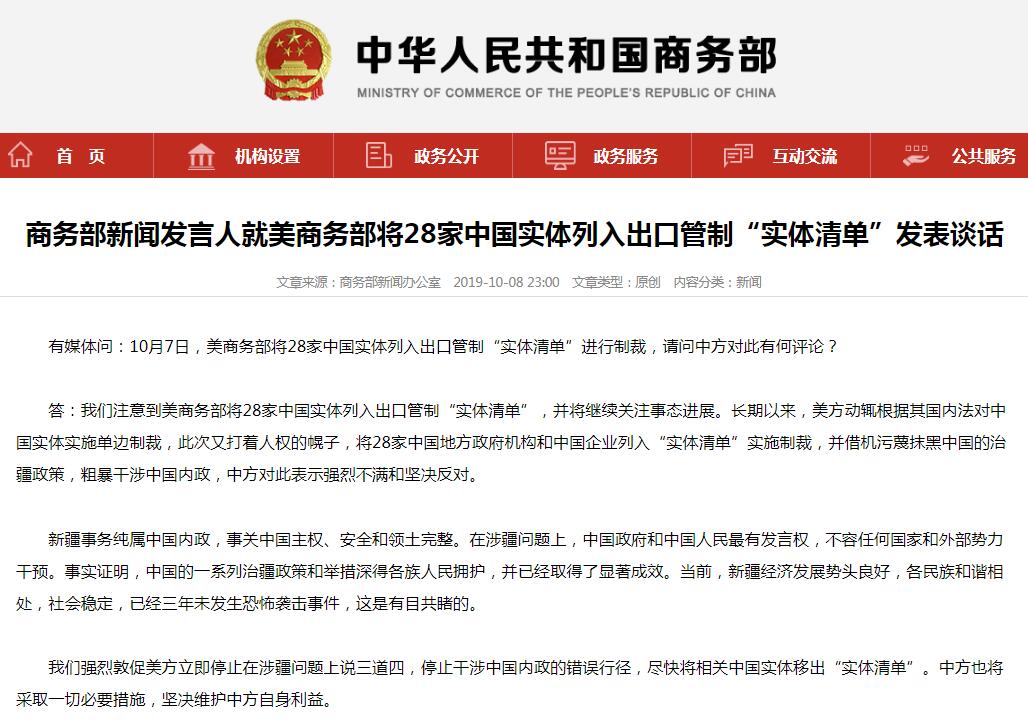 中华人民共和国商务部
MINISTRY OF COMMERCE OF THE PEOPLE'S REPUBLIC OF CHINA
首 页 机构设置 政务公开 政务服务 互动交流 公共服务
商务部新闻发言人就美商务部将28家中国实体列入出口管制“实体清单”发表谈话
文章来源：商务部新闻办公室 2019-10-08 23:00 文章类型：原创 内容分类：新闻
有媒体问：10月7日，美商务部将28家中国实体列入出口管制“实体清单”进行制裁，请问中方对此有何评论？
答：我们注意到美商务部将28家中国实体列入出口管制“实体清单”，并将继续关注事态进展。长期以来，美方动辄根据其国内法对中
国实体实施单边制裁，此次又打着人权的幌子，将28家中国地方政府机构和中国企业列入“实体清单”实施制裁，并借机污蔑抹黑中国的治
疆政策，粗暴干涉中国内政，中方对此表示强烈不满和坚决反对。
新疆事务纯属中国内政，事关中国主权、安全和领土完整。在涉疆问题上，中国政府和中国人民最有发言权，不容任何国家和外部势力
干预。事实证明，中国的一系列治疆政策和举措深得各族人民拥护，并已经取得了显著成效。当前，新疆经济发展势头良好，各民族和谐相
处，社会稳定，已经三年未发生恐怖袭击事件，这是有目共睹的。
我们强烈敦促美方立即停止在涉疆问题上说三道四，停止干涉中国内政的错误行径，尽快将相关中国实体移出“实体清单”。中方也将
采取一切必要措施，坚决维护中方自身利益。